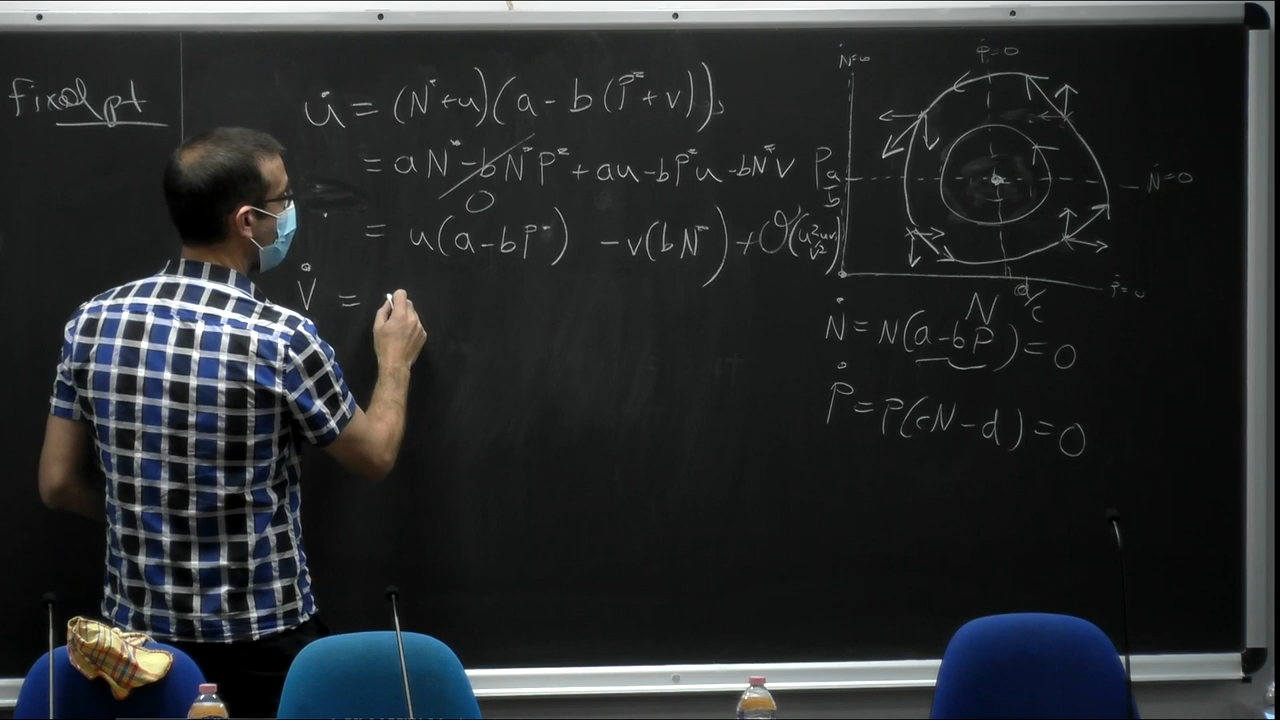 Fixed pt
u̇ = (N* + u)(a - b(P* + v)),
= aN* - bN*P* + au - bP*u - bN*v
0
= u(a - bP*) - v(bN*) + O(u² uv, v²)
v̇ =
Ṅ=0
Ṗ=0
P a/b
Ṅ=0
Ṗ=0
N d/c
Ṅ = N(a - bP) = 0
Ṗ = P(cN - d) = 0